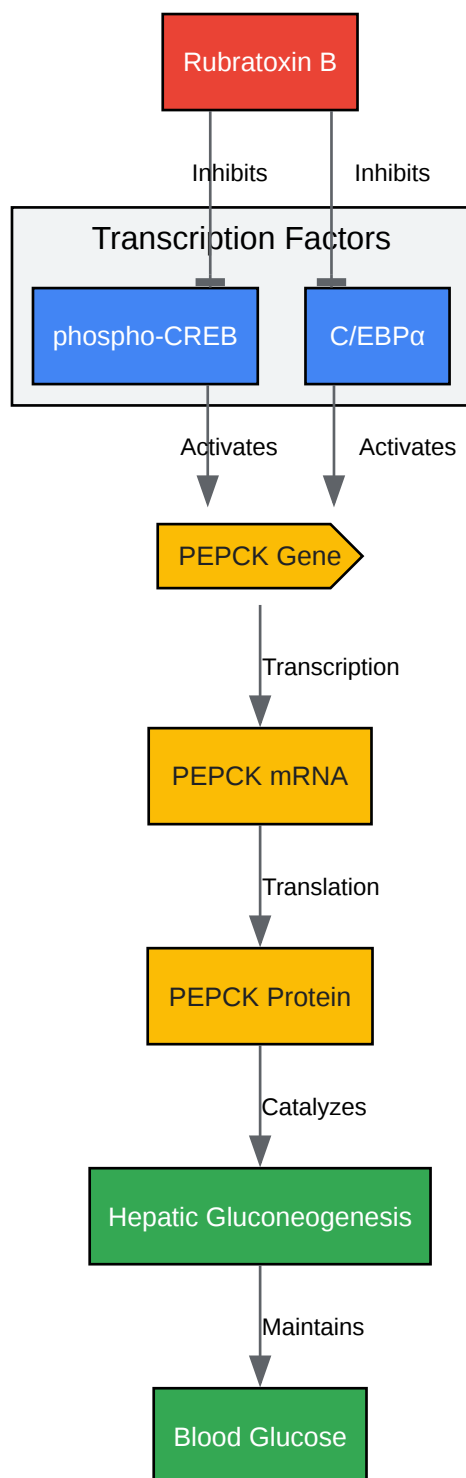 Rubratoxin B
Inhibits
Inhibits
Transcription Factors
phospho-CREB
C/EBPα
Activates
Activates
PEPCK Gene
Transcription
PEPCK mRNA
Translation
PEPCK Protein
Catalyzes
Hepatic Gluconeogenesis
Maintains
Blood Glucose